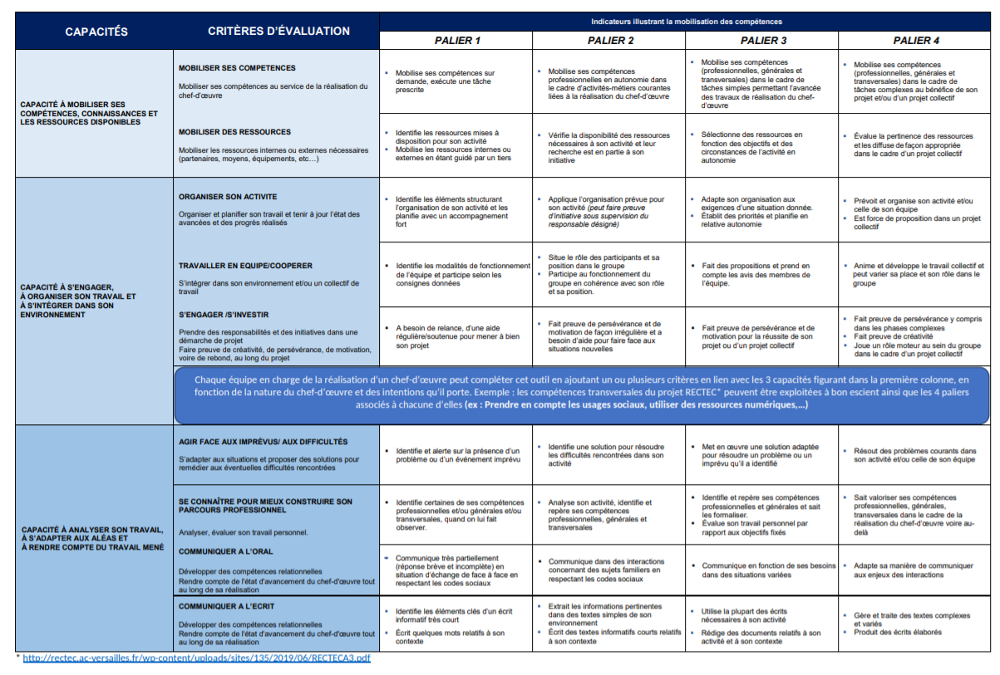 CAPACITÉS
CRITÈRES D'ÉVALUATION
Indicateurs illustrant la mobilisation des compétences
PALIER 1
PALIER 2
PALIER 3
PALIER 4
CAPACITÉ À MOBILISER SES
COMPÉTENCES, CONNAISSANCES ET
LES RESSOURCES DISPONIBLES
MOBILISER SES COMPETENCES
Mobiliser ses compétences au service de la réalisation du
chef-d'œuvre
Mobilise ses compétences sur
demande, exécute une tâche
prescrite
Mobilise ses compétences
professionnelles en autonomie dans
le cadre d'activités-métiers courantes
liées à la réalisation du chef-d'œuvre
Mobilise ses compétences
(professionnelles, générales et
transversales) dans le cadre de
tâches simples permettant l'avancée
des travaux de réalisation du chef-
d'œuvre
Mobilise ses compétences
(professionnelles, générales et
transversales) dans le cadre de
tâches complexes au bénéfice de son
projet et/ou d'un projet collectif
MOBILISER DES RESSOURCES
Mobiliser les ressources internes ou externes nécessaires
(partenaires, moyens, équipements, etc…)
Identifie les ressources mises à
disposition pour son activité
Mobilise les ressources internes ou
externes en étant guidé par un tiers
Vérifie la disponibilité des ressources
nécessaires à son activité et leur
recherche est en partie à son
initiative
Sélectionne des ressources en
fonction des objectifs et des
circonstances de l'activité en
autonomie
Évalue la pertinence des ressources
et les diffuse de façon appropriée
dans le cadre d'un projet collectif
CAPACITÉ À S'ENGAGER,
À ORGANISER SON TRAVAIL ET
À S'INTÉGRER DANS SON
ENVIRONNEMENT
ORGANISER SON ACTIVITE
Organiser et planifier son travail et tenir à jour l'état des
avancées et des progrès réalisés
Identifie les éléments structurant
l'organisation de son activité et les
planifie avec un accompagnement
fort
Applique l'organisation prévue pour
son activité (peut faire preuve
d'initiative sous supervision du
responsable désigné)
Adapte son organisation aux
exigences d'une situation donnée.
Établit des priorités et planifie en
relative autonomie
Prévoit et organise son activité et/ou
celle de son équipe
Est force de proposition dans un projet
collectif
TRAVAILLER EN EQUIPE/COOPERER
S'intégrer dans son environnement et/ou un collectif de
travail
Identifie les modalités de fonctionnement
de l'équipe et participe selon les
consignes données
Situe le rôle des participants et sa
position dans le groupe
Participe au fonctionnement du
groupe en cohérence avec son rôle
et sa position.
Fait des propositions et prend en
compte les avis des membres de
l'équipe.
Anime et développe le travail collectif et
peut varier sa place et son rôle dans le
groupe
S'ENGAGER /S'INVESTIR
Prendre des responsabilités et des initiatives dans une
démarche de projet
Faire preuve de créativité, de persévérance, de motivation,
voire de rebond, au long du projet
A besoin de relance, d'une aide
régulière/soutenue pour mener à bien
son projet
Fait preuve de persévérance et de
motivation de façon irrégulière et a
besoin d'aide pour faire face aux
situations nouvelles
Fait preuve de persévérance et de
motivation pour la réussite de son
projet ou d'un projet collectif
Fait preuve de persévérance y compris
dans les phases complexes
Fait preuve de créativité
Joue un rôle moteur au sein du groupe
dans le cadre d'un projet collectif
Chaque équipe en charge de la réalisation d'un chef-d'œuvre peut compléter cet outil en ajoutant un ou plusieurs critères en lien avec les 3 capacités figurant dans la première colonne, en
fonction de la nature du chef-d'œuvre et des intentions qu'il porte. Exemple : les compétences transversales du projet RECTEC* peuvent être exploitées à bon escient ainsi que les 4 paliers
associés à chacune d'elles (ex : Prendre en compte les usages sociaux, utiliser des ressources numériques,…)
CAPACITÉ À ANALYSER SON TRAVAIL,
À S'ADAPTER AUX ALÉAS ET
À RENDRE COMPTE DU TRAVAIL MENÉ
AGIR FACE AUX IMPRÉVUS/ AUX DIFFICULTÉS
S'adapter aux situations et proposer des solutions pour
remédier aux éventuelles difficultés rencontrées
Identifie et alerte sur la présence d'un
problème ou d'un événement imprévu
Identifie une solution pour résoudre
les difficultés rencontrées dans son
activité
Met en œuvre une solution adaptée
pour résoudre un problème ou un
imprévu qu'il a identifié
Résout des problèmes courants dans
son activité et/ou celle de son équipe
SE CONNAÎTRE POUR MIEUX CONSTRUIRE SON
PARCOURS PROFESSIONNEL
Analyser, évaluer son travail personnel.
Identifie certaines de ses compétences
professionnelles et/ou générales et/ou
transversales, quand on lui fait
observer.
Analyse son activité, identifie et
repère ses compétences
professionnelles, générales et
transversales
Identifie et repère ses compétences
professionnelles et générales et sait
les formaliser.
Évalue son travail personnel par
rapport aux objectifs fixés
Sait valoriser ses compétences
professionnelles, générales,
transversales dans le cadre de la
réalisation du chef-d'œuvre voire au-
delà
COMMUNIQUER A L'ORAL
Développer des compétences relationnelles
Rendre compte de l'état d'avancement du chef-d'œuvre tout
au long de sa réalisation
Communique très partiellement
(réponse brève et incomplète) en
situation d'échange de face à face en
respectant les codes sociaux
Communique dans des interactions
concernant des sujets familiers en
respectant les codes sociaux
Communique en fonction de ses besoins
dans des situations variées
Adapte sa manière de communiquer
aux enjeux des interactions
COMMUNIQUER A L'ECRIT
Développer des compétences relationnelles
Rendre compte de l'état d'avancement du chef-d'œuvre tout
au long de sa réalisation
Identifie les éléments clés d'un écrit
informatif très court
Écrit quelques mots relatifs à son
contexte
Extrait les informations pertinentes
dans des textes simples de son
environnement
Écrit des textes informatifs courts relatifs
à son contexte
Utilise la plupart des écrits
nécessaires à son activité
Rédige des documents relatifs à son
activité et à son contexte
Gère et traite des textes complexes
et variés
Produit des écrits élaborés
* http://rectec.ac-versailles.fr/wp-content/uploads/sites/135/2019/06/RECTECA3.pdf